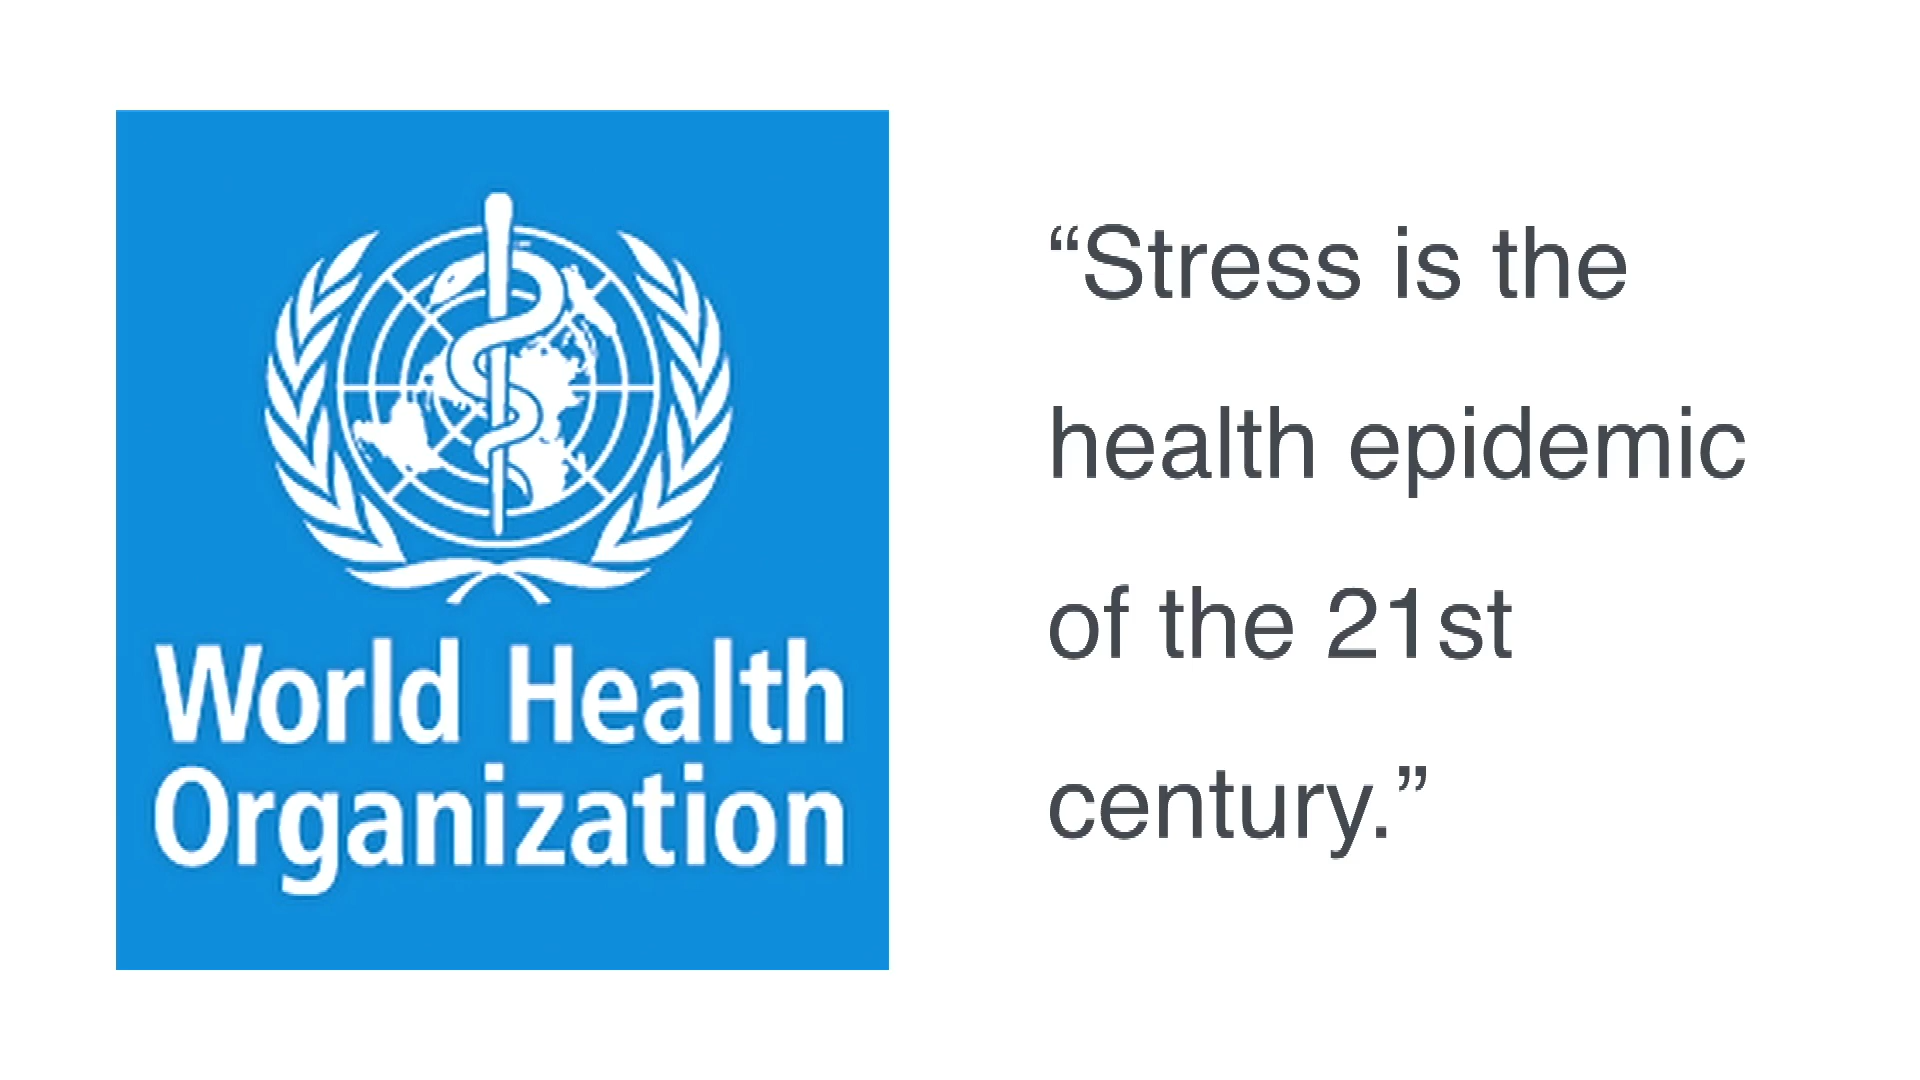 World Health
Organization
“Stress is the
health epidemic
of the 21st
century.”